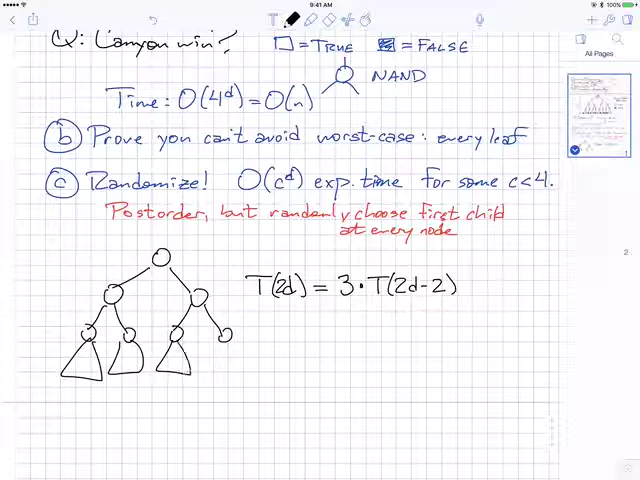 9:41 AM
100%
Q: Can you win?
□ = TRUE ▨ = FALSE
NAND
Time: O(4^d) = O(n)
All Pages
b Prove you can't avoid worst-case: every leaf
1
c Randomize! O(c^d) exp. time for some c<4.
Postorder, but randomly choose first child
at every node
2
T(2d) = 3 · T(2d-2)